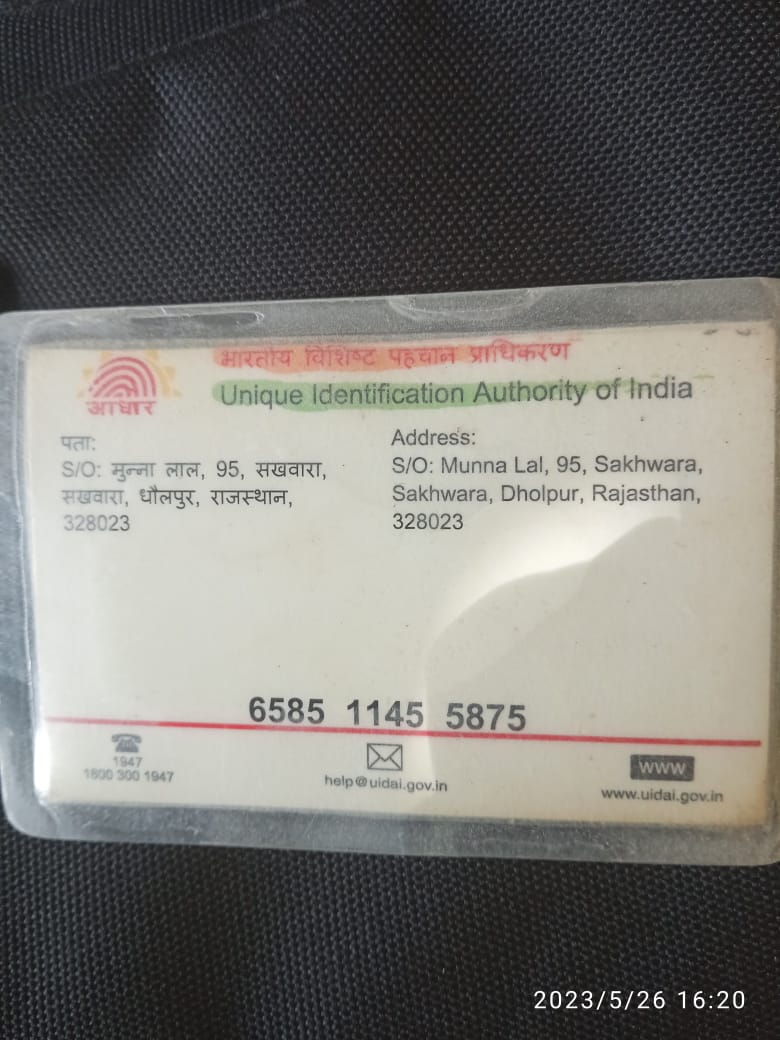 भारतीय विशिष्ट पहचान प्राधिकरण
Unique Identification Authority of India
आधार
पता:
S/O: मुन्ना लाल, 95, सखवारा,
सखवारा, धौलपुर, राजस्थान,
328023
Address:
S/O: Munna Lal, 95, Sakhwara,
Sakhwara, Dholpur, Rajasthan,
328023
6585 1145 5875
1947
1800 300 1947
help@uidai.gov.in
www
www.uidai.gov.in
2023/5/26 16:20